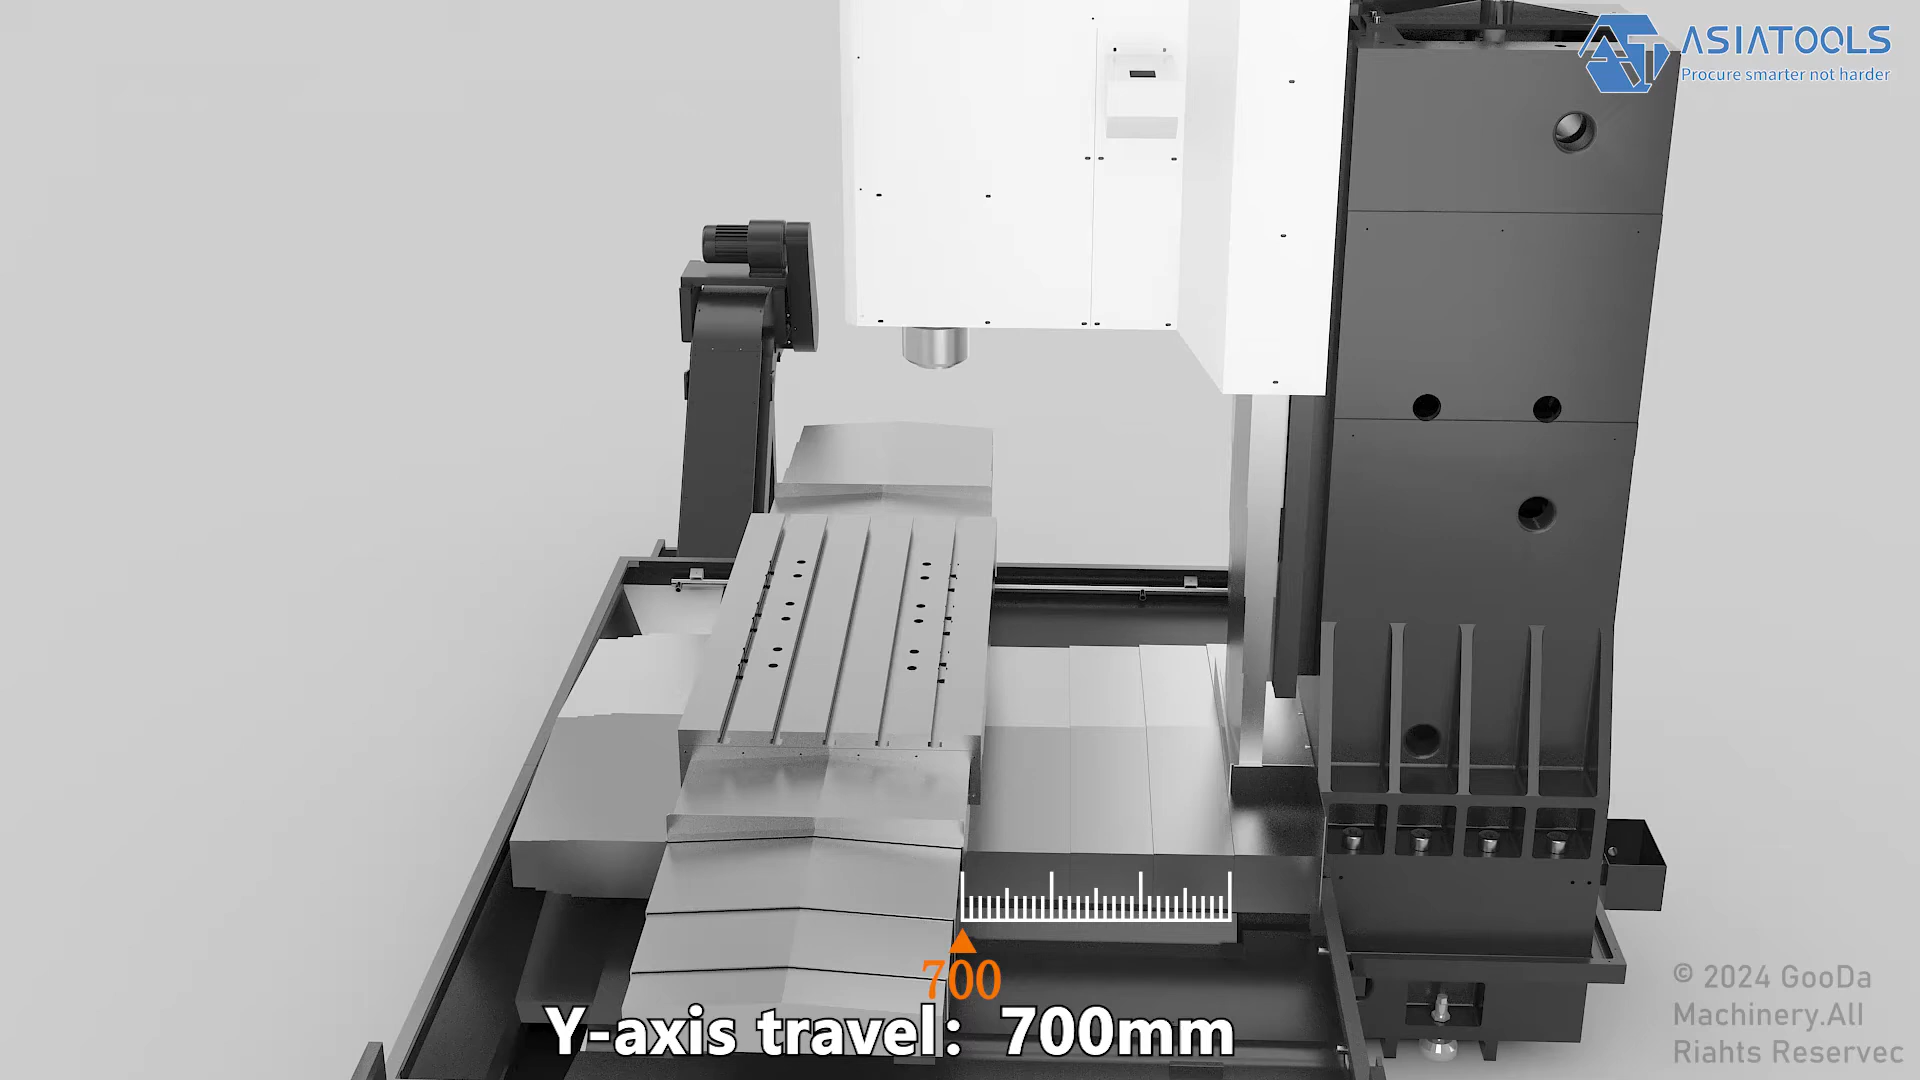 ASIATOOLS
Procure smarter not harder
700
Y-axis travel: 700mm
© 2024 GooDa
Machinery.All
Riahts Reservec